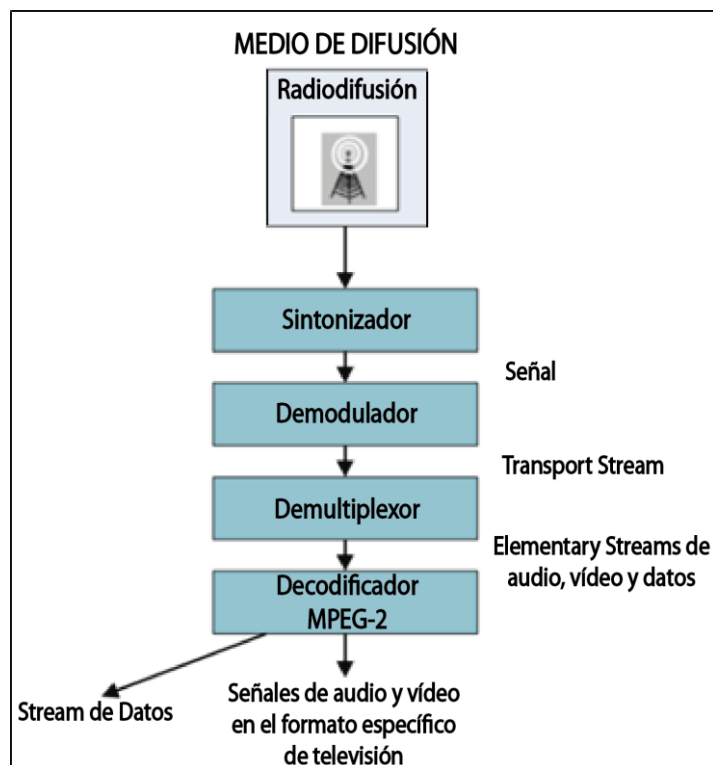 MEDIO DE DIFUSIÓN
Radiodifusión
Sintonizador
Señal
Demodulador
Transport Stream
Demultiplexor
Elementary Streams de
audio, vídeo y datos
Decodificador
MPEG-2
Stream de Datos
Señales de audio y vídeo
en el formato específico
de televisión